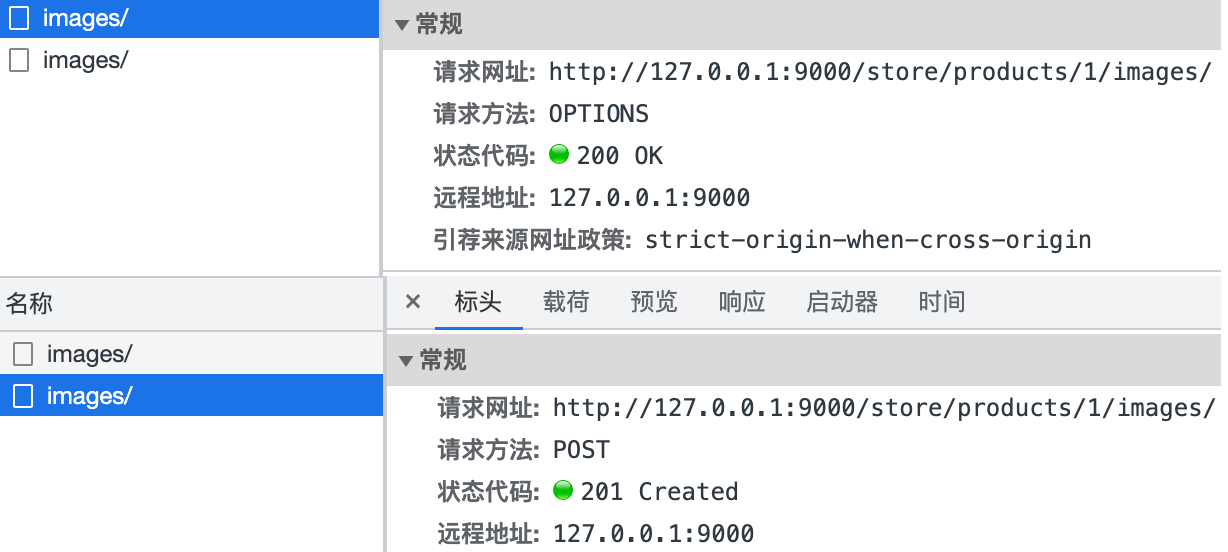 images/
images/
常规
请求网址: http://127.0.0.1:9000/store/products/1/images/
请求方法: OPTIONS
状态代码: 200 OK
远程地址: 127.0.0.1:9000
引荐来源网址政策: strict-origin-when-cross-origin
名称
images/
images/
× 标头 载荷 预览 响应 启动器 时间
常规
请求网址: http://127.0.0.1:9000/store/products/1/images/
请求方法: POST
状态代码: 201 Created
远程地址: 127.0.0.1:9000